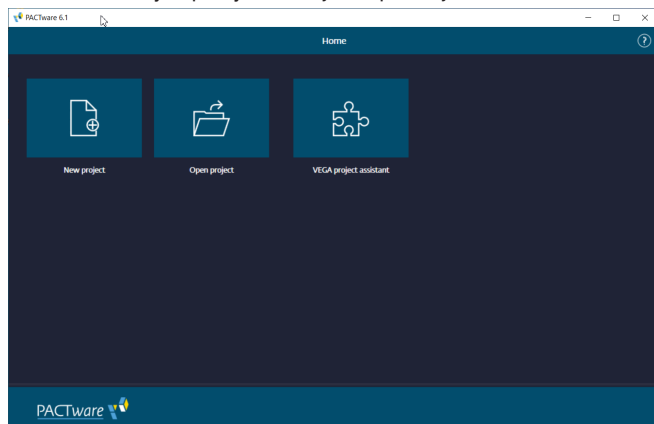 PACTware 6.1
Home
?
New project
Open project
VEGA project assistant
PACTware